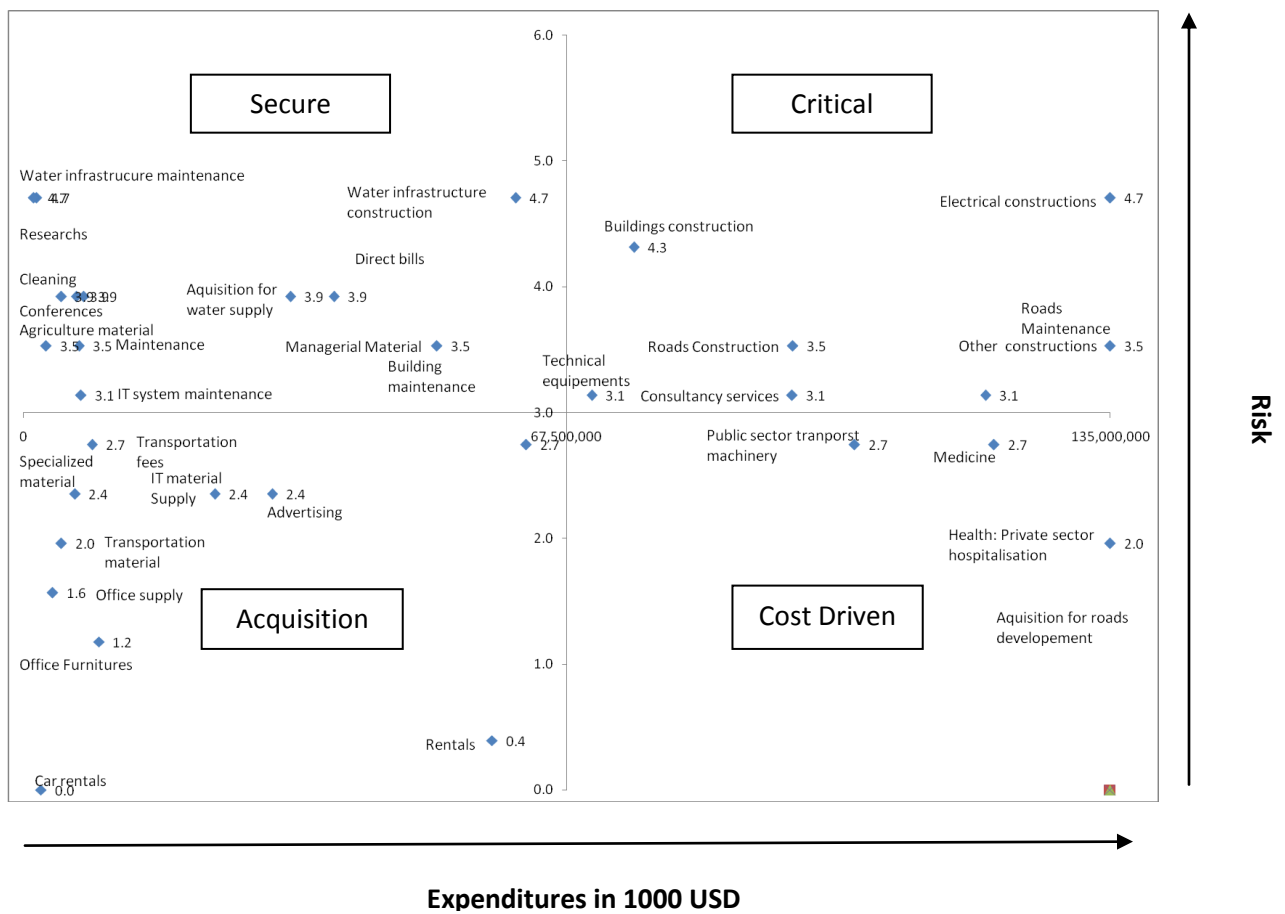 6.0
Secure
Critical
5.0
Water infrastrucure maintenance
4.7
4.7
Water infrastructure
construction
4.7
Electrical constructions
4.7
Researchs
Buildings construction
4.3
Direct bills
4.0
Cleaning
3.9
3.9
3.9
Aquisition for
water supply
3.9
3.9
Conferences
Agriculture material
Roads
Maintenance
3.5
3.5
Maintenance
Managerial Material
3.5
Building
maintenance
Technical
equipements
Roads Construction
3.5
Other constructions
3.5
3.1
IT system maintenance
3.1
Consultancy services
3.1
3.1
3.0
0
67,500,000
135,000,000
2.7
Transportation
fees
2.7
Public sector tranporst
machinery
2.7
Medicine
2.7
Specialized
material
2.4
IT material
Supply
2.4
2.4
Advertising
2.0
2.0
Transportation
material
Health: Private sector
hospitalisation
2.0
1.6
Office supply
Acquisition
Cost Driven
Aquisition for roads
developement
1.2
Office Furnitures
1.0
Rentals
0.4
Car rentals
0.0
0.0
Risk
Expenditures in 1000 USD